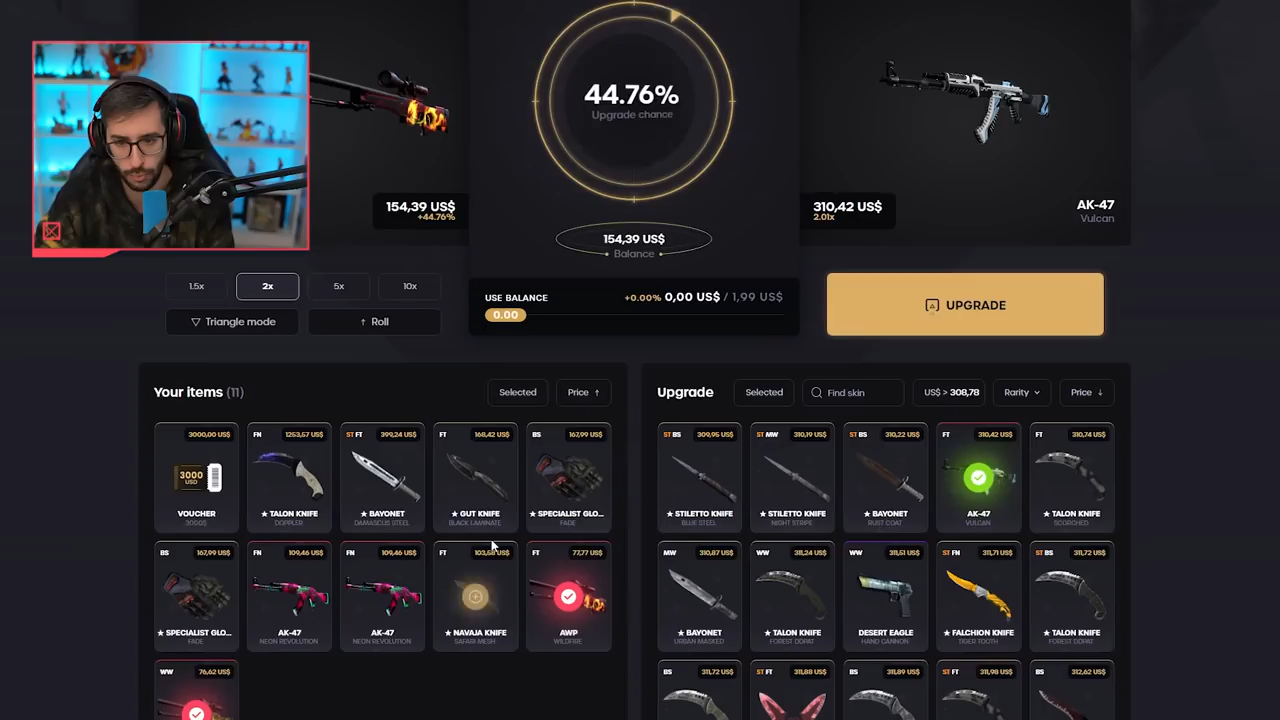 44.76%
Upgrade chance
154,39 US$
+44.76%
310,42 US$
2.01x
AK-47
Vulcan
154,39 US$
Balance
1.5x
2x
5x
10x
Triangle mode
Roll
USE BALANCE
+0.00% 0,00 US$ / 1,99 US$
0.00
UPGRADE
Your items (11)
Selected
Price
Upgrade
Selected
Find skin
US$ > 308,78
Rarity
Price
3000,00 US$
3000
USD
VOUCHER
3000$
FN 1253,57 US$
★ TALON KNIFE
DOPPLER
ST FT 399,24 US$
★ BAYONET
DAMASCUS STEEL
FT 168,42 US$
★ GUT KNIFE
BLACK LAMINATE
BS 167,99 US$
★ SPECIALIST GLO...
FADE
ST BS 309,95 US$
★ STILETTO KNIFE
BLUE STEEL
ST MW 310,19 US$
★ STILETTO KNIFE
NIGHT STRIPE
ST BS 310,22 US$
★ BAYONET
RUST COAT
FT 310,42 US$
AK-47
VULCAN
FT 310,74 US$
★ TALON KNIFE
SCORCHED
BS 167,99 US$
★ SPECIALIST GLO...
FADE
FN 109,46 US$
AK-47
NEON REVOLUTION
FN 109,46 US$
AK-47
NEON REVOLUTION
FT 103,58 US$
★ NAVAJA KNIFE
SAFARI MESH
FT 77,77 US$
AWP
WILDFIRE
MW 310,87 US$
★ BAYONET
URBAN MASKED
WW 311,24 US$
★ TALON KNIFE
FOREST DDPAT
WW 311,51 US$
DESERT EAGLE
HAND CANNON
ST FN 311,71 US$
★ FALCHION KNIFE
TIGER TOOTH
ST BS 311,72 US$
★ TALON KNIFE
FOREST DDPAT
WW 76,62 US$
BS 311,72 US$
ST FT 311,88 US$
BS 311,89 US$
ST FT 311,98 US$
BS 312,62 US$